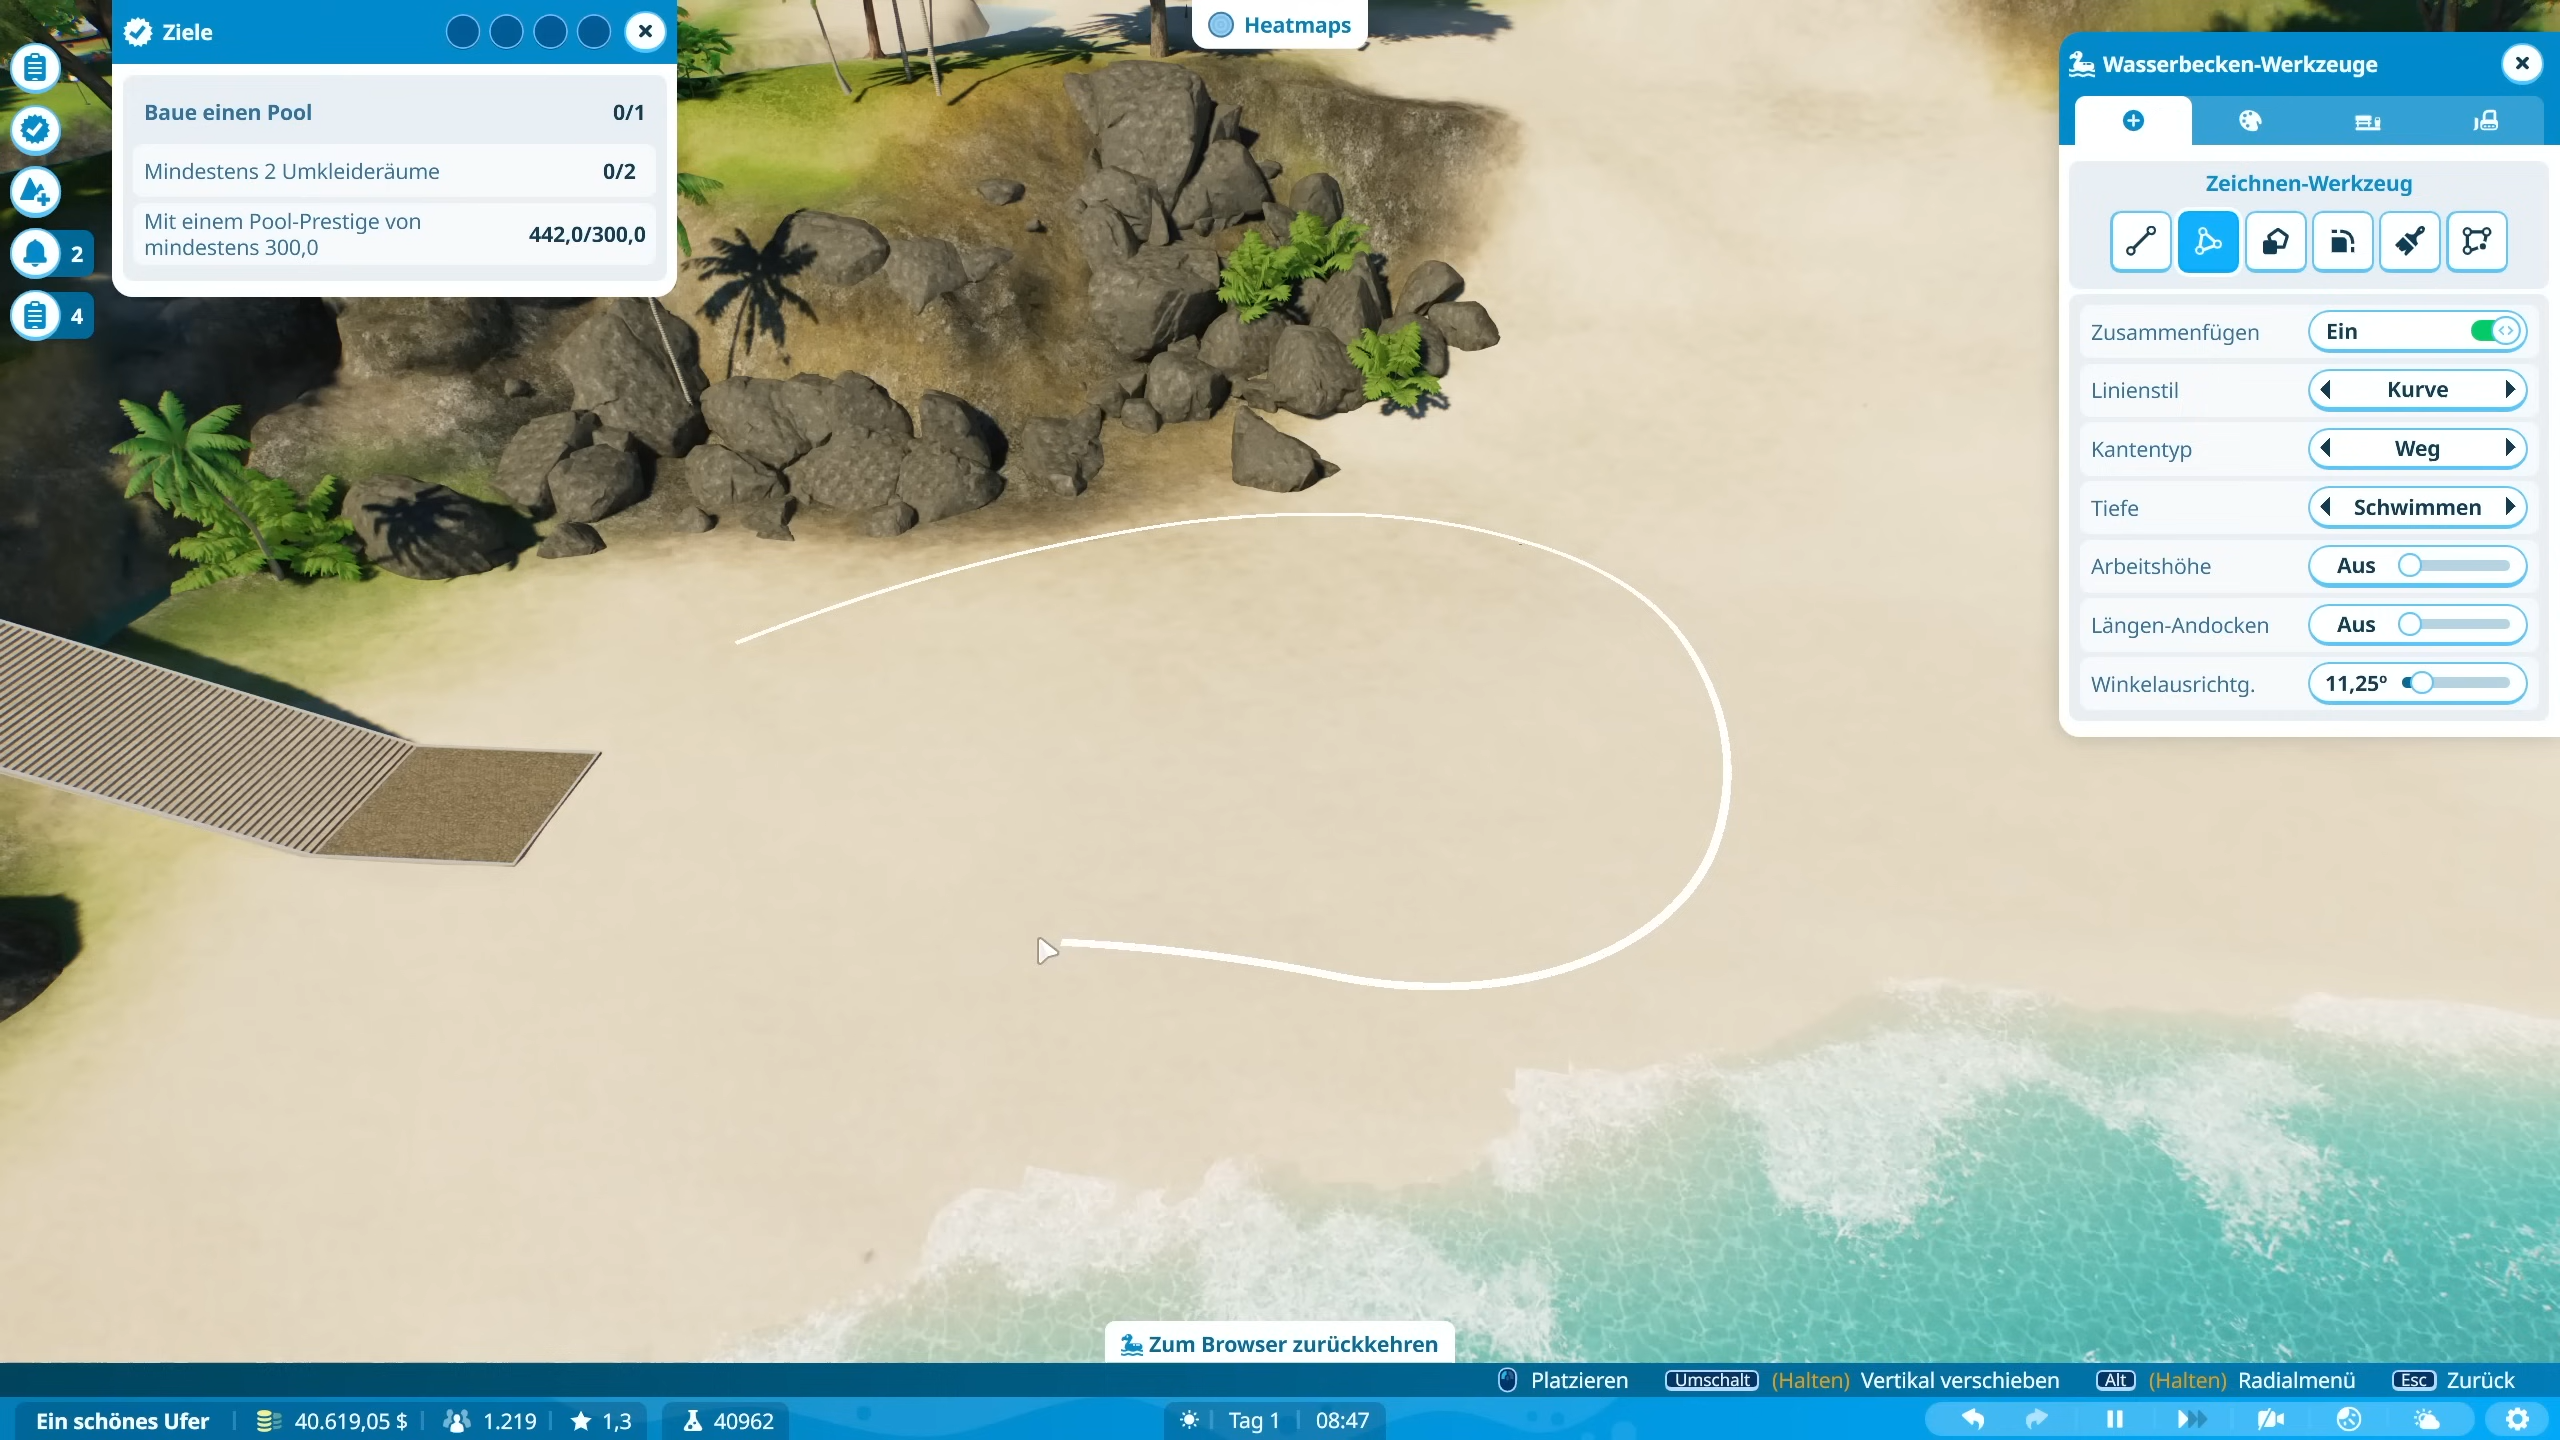 Ziele
Baue einen Pool 0/1
Mindestens 2 Umkleideräume 0/2
Mit einem Pool-Prestige von
mindestens 300,0 442,0/300,0
2
4
Heatmaps
Wasserbecken-Werkzeuge
Zeichnen-Werkzeug
Zusammenfügen Ein
Linienstil Kurve
Kantentyp Weg
Tiefe Schwimmen
Arbeitshöhe Aus
Längen-Andocken Aus
Winkelausrichtg. 11,25°
Zum Browser zurückkehren
Platzieren Umschalt (Halten) Vertikal verschieben Alt (Halten) Radialmenü Esc Zurück
Ein schönes Ufer 40.619,05 $ 1.219 1,3 40962 Tag 1 08:47